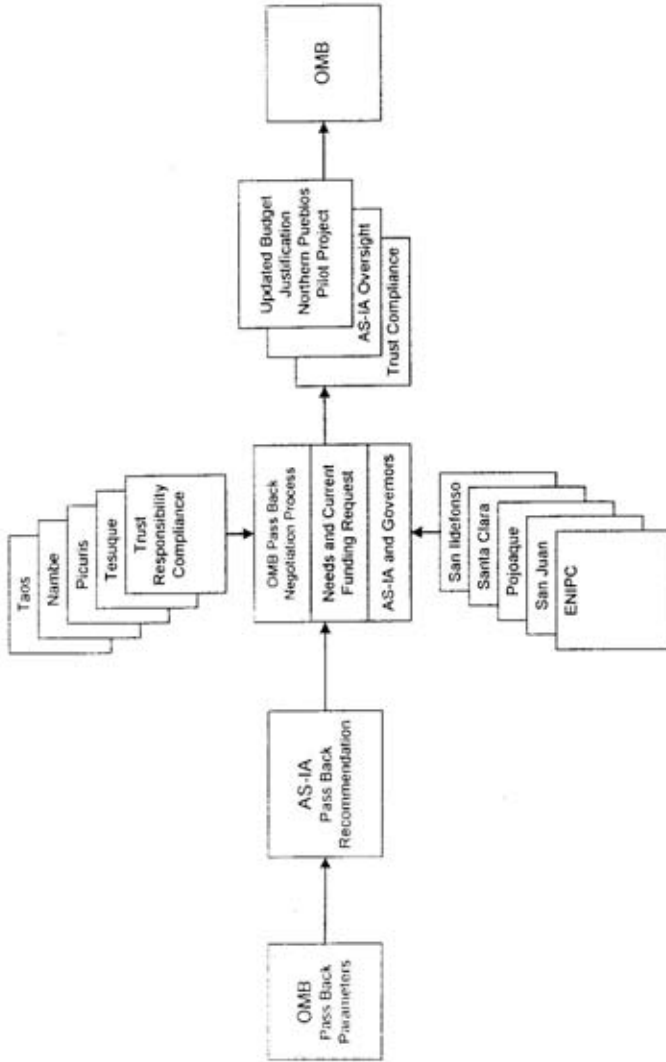 OMB
Pass Back
Parameters
AS-IA
Pass Back
Recommendation
Taos
Nambe
Picuris
Tesuque
Trust
Responsibility
Compliance
OMB Pass Back
Negotiation Process
Needs and Current
Funding Request
AS-IA and Governors
San Ildefonso
Santa Clara
Pojoaque
San Juan
ENIPC
Updated Budget
Justification
Northern Pueblos
Pilot Project
AS-IA Oversight
Trust Compliance
OMB